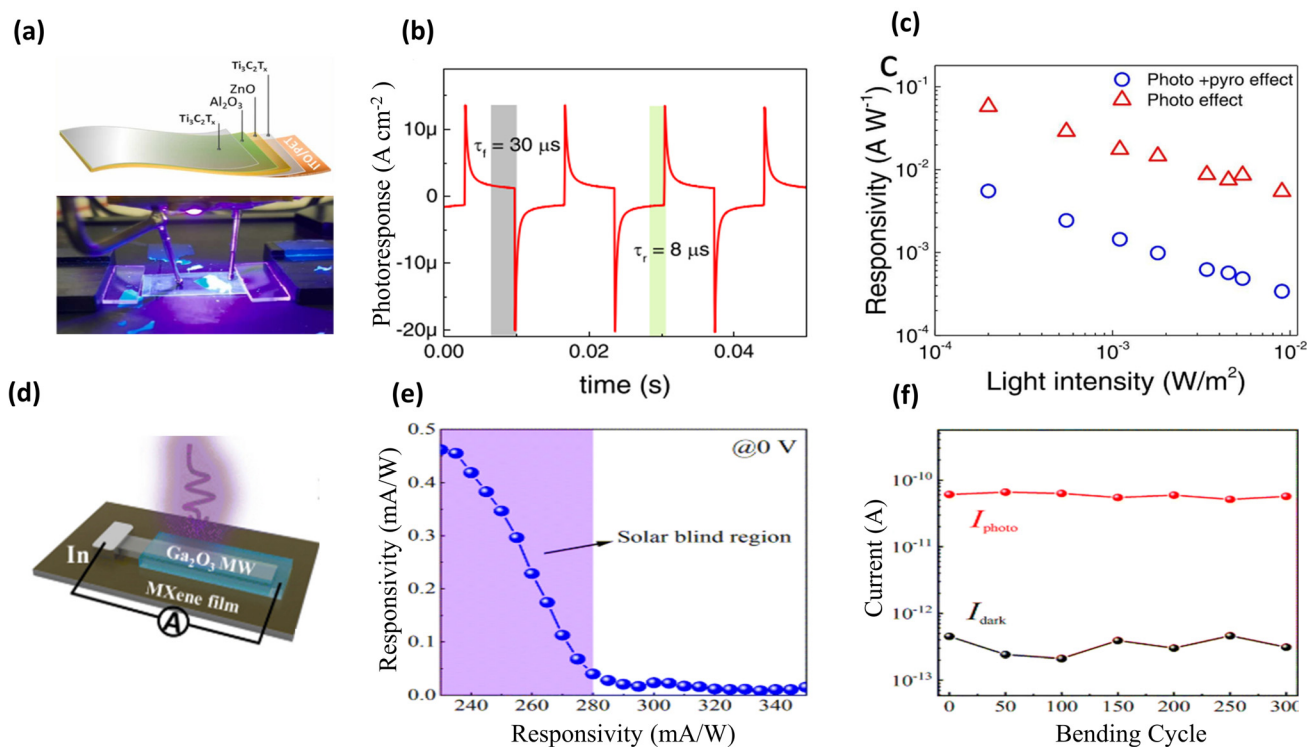 (a)
Ti₃C₂Tₓ
ZnO
Al₂O₃
Ti₃C₂Tₓ
ITO/PET
(b)
Photoresponse (A cm⁻²)
10µ
0
-10µ
-20µ
τf = 30 µs
τr = 8 µs
0.00
0.02
0.04
time (s)
(c)
C
Responsivity (A W⁻¹)
10⁻¹
10⁻²
10⁻³
10⁻⁴
Photo +pyro effect
Photo effect
10⁻⁴
10⁻³
10⁻²
Light intensity (W/m²)
(d)
In
Ga₂O₃ MW
MXene film
A
(e)
Responsivity (mA/W)
0.5
0.4
0.3
0.2
0.1
0.0
@0 V
Solar blind region
240
260
280
300
320
340
Responsivity (mA/W)
(f)
Current (A)
10⁻¹⁰
10⁻¹¹
10⁻¹²
10⁻¹³
Iphoto
Idark
0
50
100
150
200
250
300
Bending Cycle